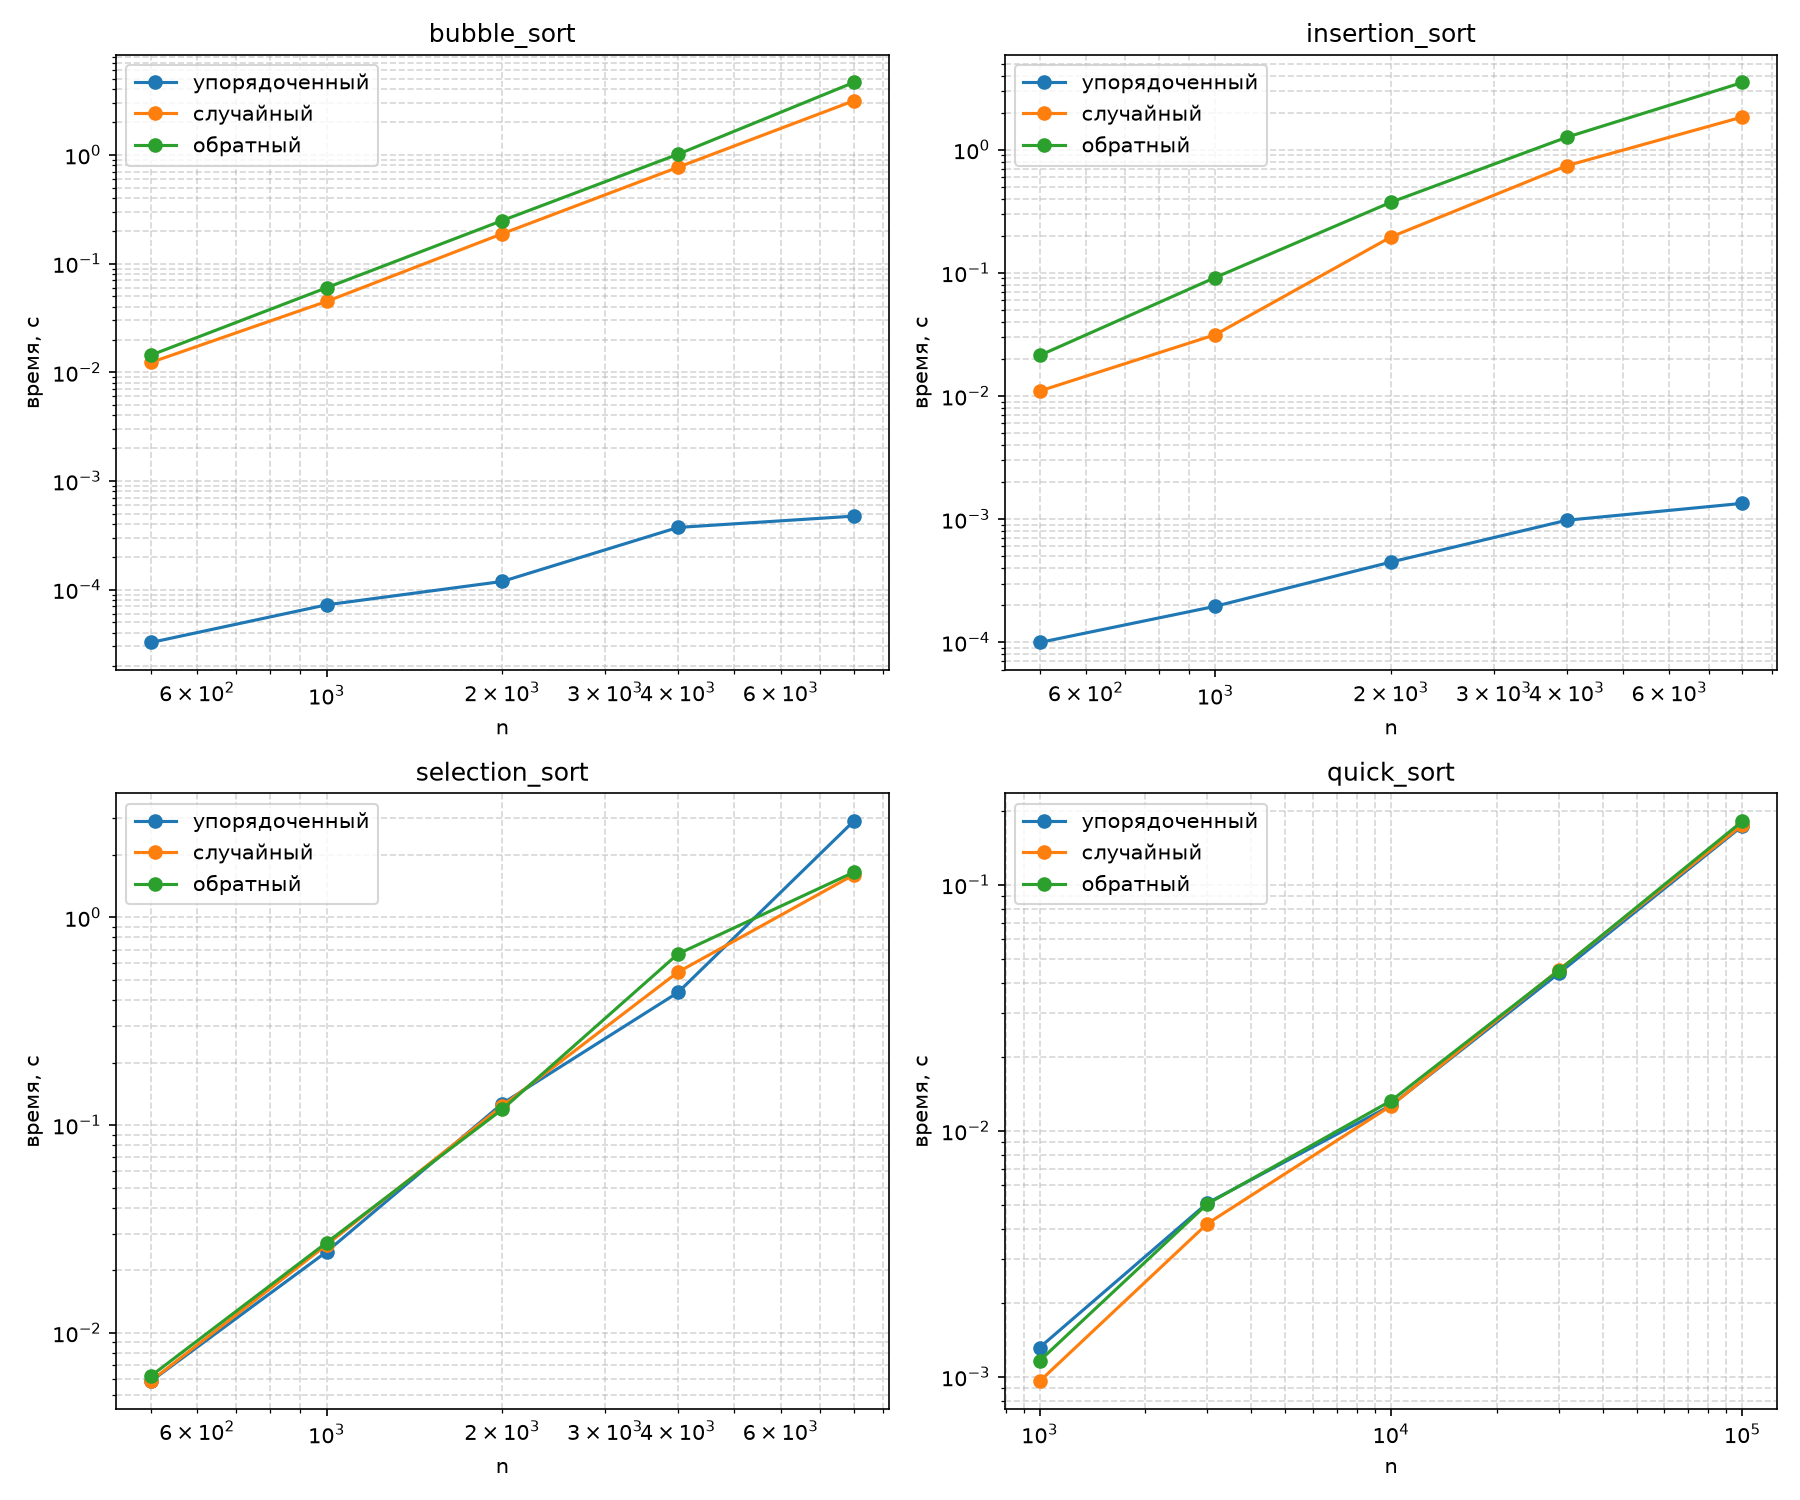 bubble_sort
упорядоченный
случайный
обратный
10⁰
10⁻¹
10⁻²
10⁻³
10⁻⁴
время, с
6 × 10²
10³
2 × 10³
3 × 10³
4 × 10³
6 × 10³
n
insertion_sort
упорядоченный
случайный
обратный
10⁰
10⁻¹
10⁻²
10⁻³
10⁻⁴
время, с
6 × 10²
10³
2 × 10³
3 × 10³
4 × 10³
6 × 10³
n
selection_sort
упорядоченный
случайный
обратный
10⁰
10⁻¹
10⁻²
время, с
6 × 10²
10³
2 × 10³
3 × 10³
4 × 10³
6 × 10³
n
quick_sort
упорядоченный
случайный
обратный
10⁻¹
10⁻²
10⁻³
время, с
10³
10⁴
10⁵
n